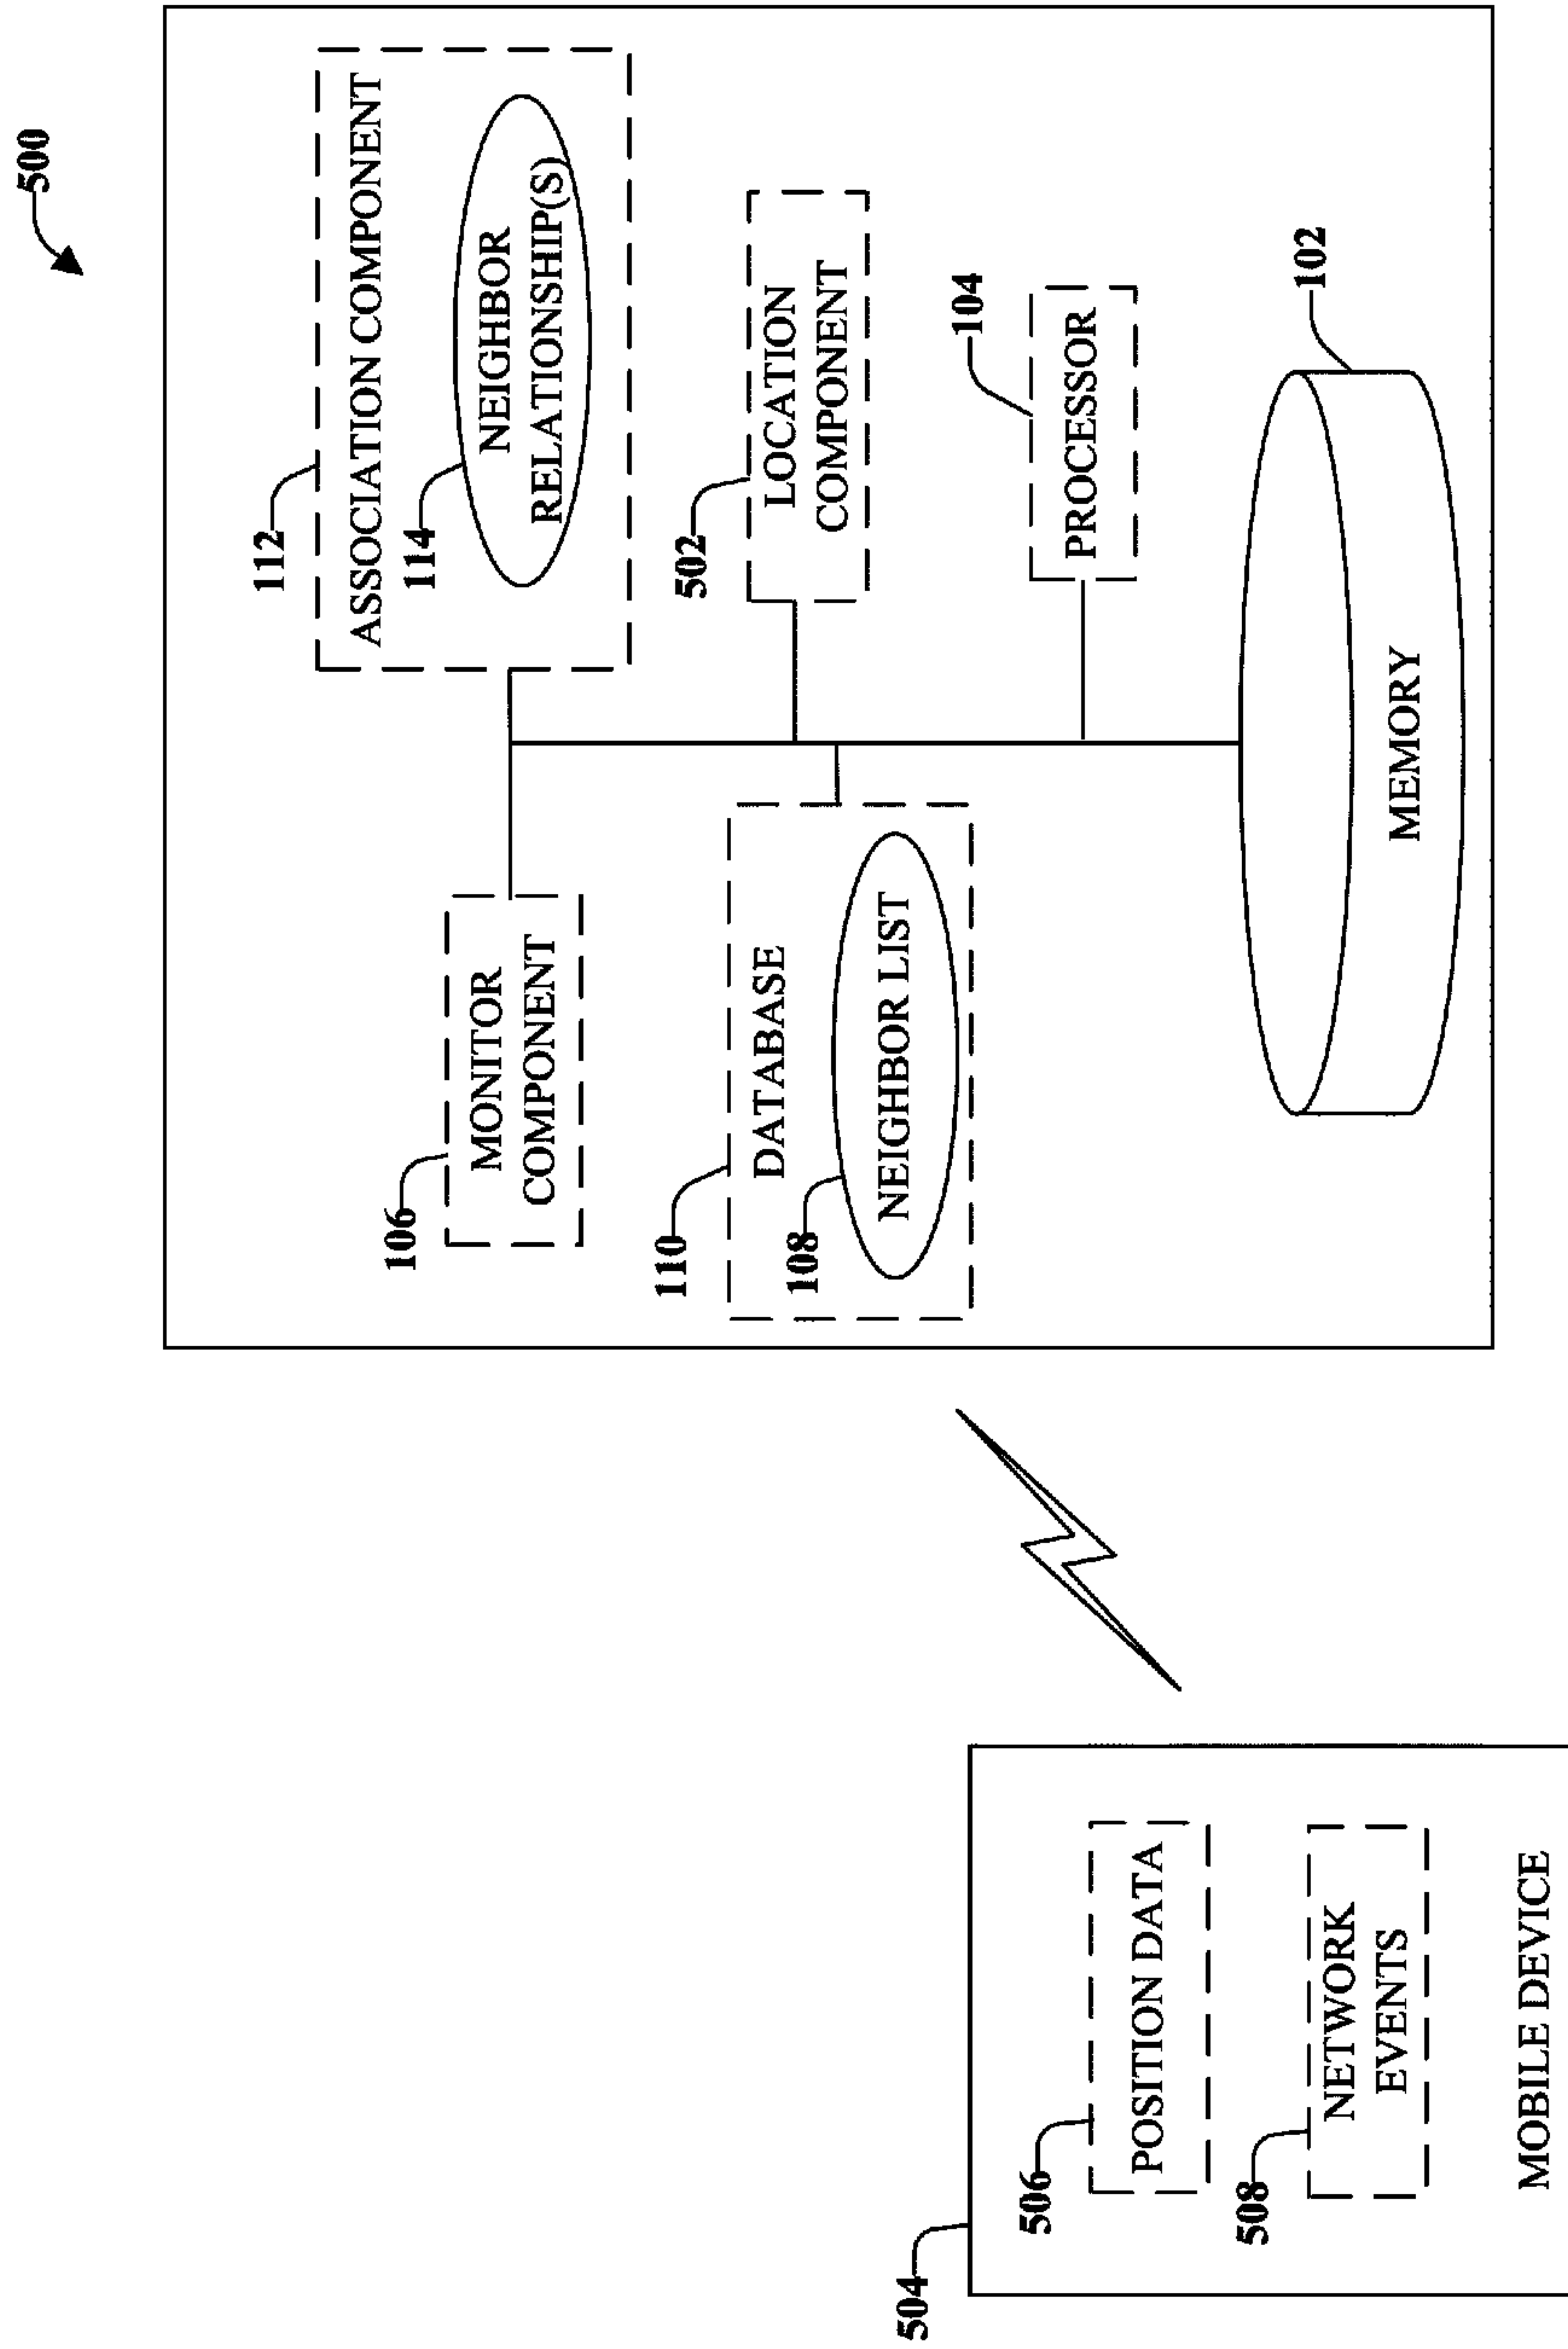 500
112
ASSOCIATION COMPONENT
114
NEIGHBOR
RELATIONSHIP(S)
106
MONITOR
COMPONENT
502
LOCATION
COMPONENT
110
DATABASE
108
NEIGHBOR LIST
104
PROCESSOR
102
MEMORY
504
506
POSITION DATA
508
NETWORK
EVENTS
MOBILE DEVICE